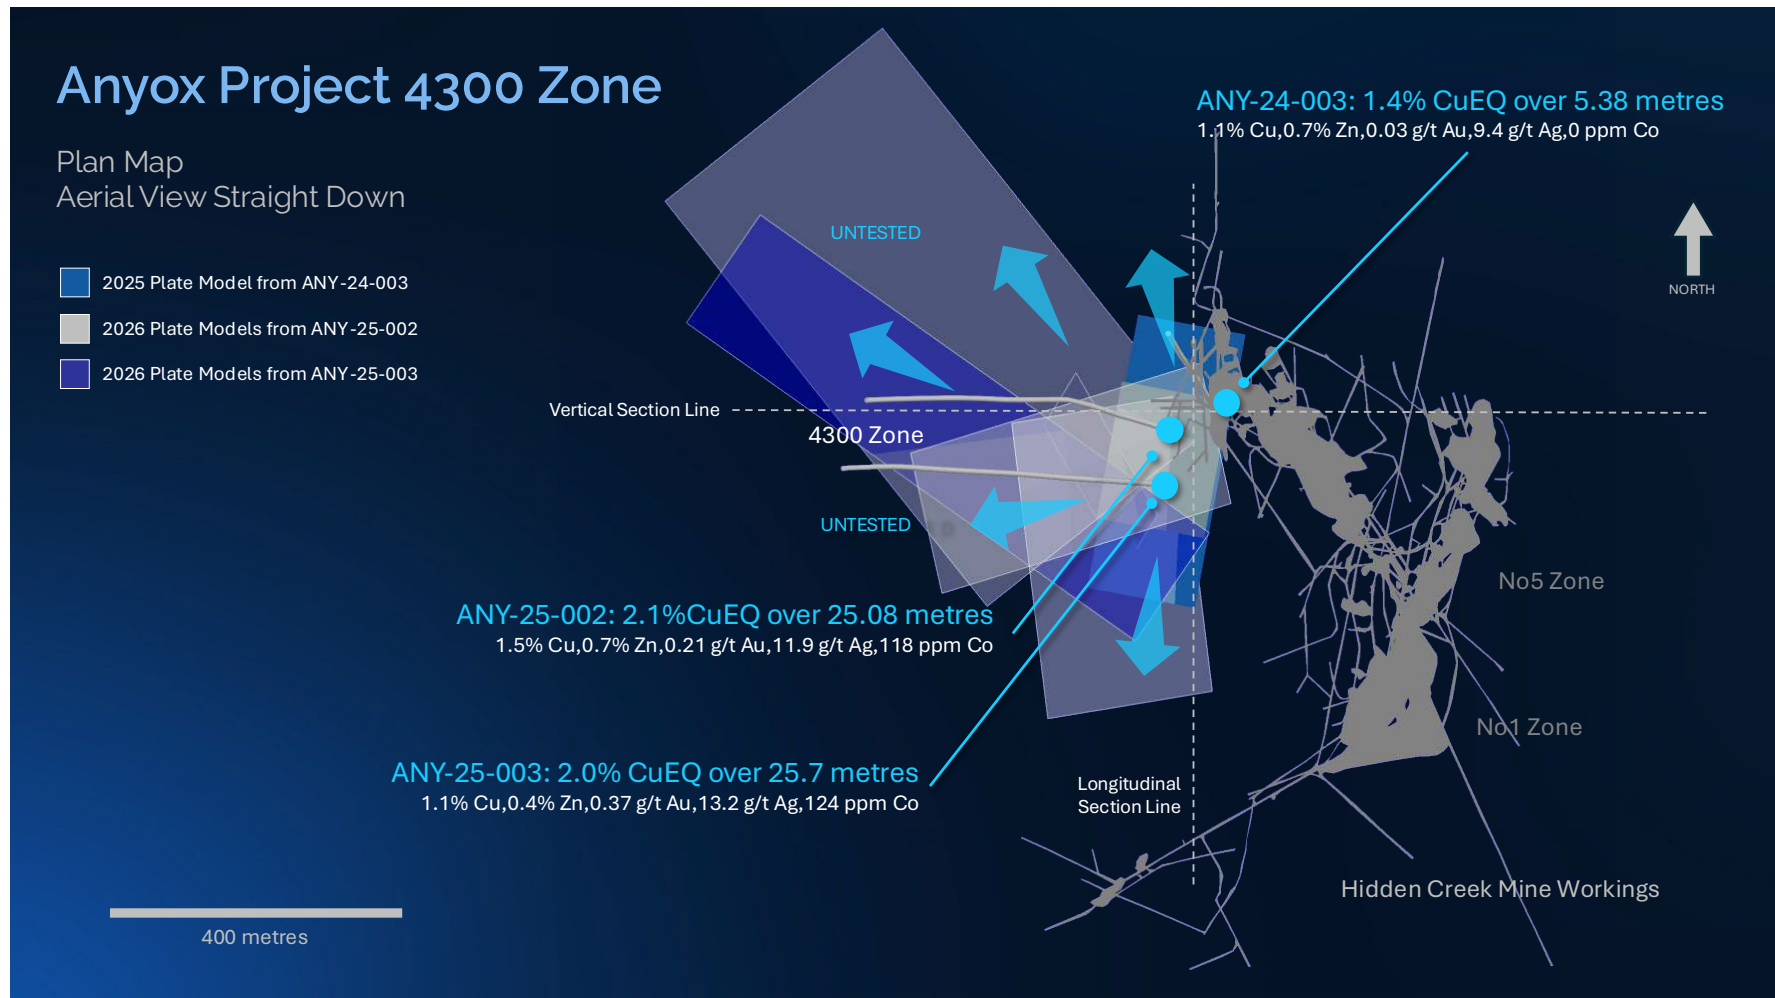 Anyox Project 4300 Zone
Plan Map
Aerial View Straight Down
2025 Plate Model from ANY-24-003
2026 Plate Models from ANY-25-002
2026 Plate Models from ANY-25-003
ANY-24-003: 1.4% CuEQ over 5.38 metres
1.1% Cu,0.7% Zn,0.03 g/t Au,9.4 g/t Ag,0 ppm Co
UNTESTED
NORTH
Vertical Section Line
4300 Zone
UNTESTED
No5 Zone
ANY-25-002: 2.1%CuEQ over 25.08 metres
1.5% Cu,0.7% Zn,0.21 g/t Au,11.9 g/t Ag,118 ppm Co
No1 Zone
ANY-25-003: 2.0% CuEQ over 25.7 metres
1.1% Cu,0.4% Zn,0.37 g/t Au,13.2 g/t Ag,124 ppm Co
Longitudinal
Section Line
Hidden Creek Mine Workings
400 metres